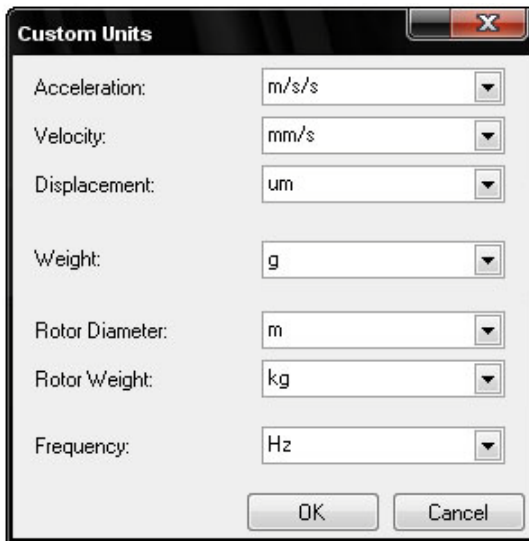 Custom Units
Acceleration: m/s/s
Velocity: mm/s
Displacement: um
Weight: g
Rotor Diameter: m
Rotor Weight: kg
Frequency: Hz
OK Cancel